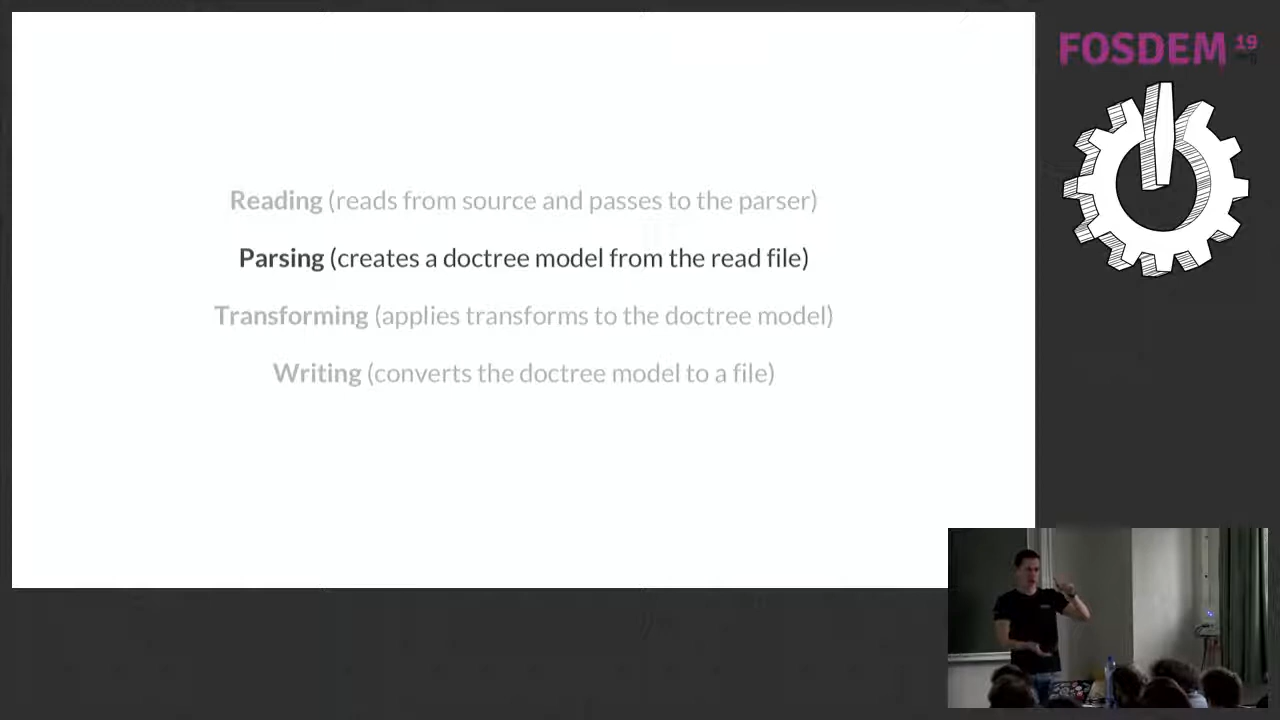 Reading (reads from source and passes to the parser)
Parsing (creates a doctree model from the read file)
Transforming (applies transforms to the doctree model)
Writing (converts the doctree model to a file)
FOSDEM 19